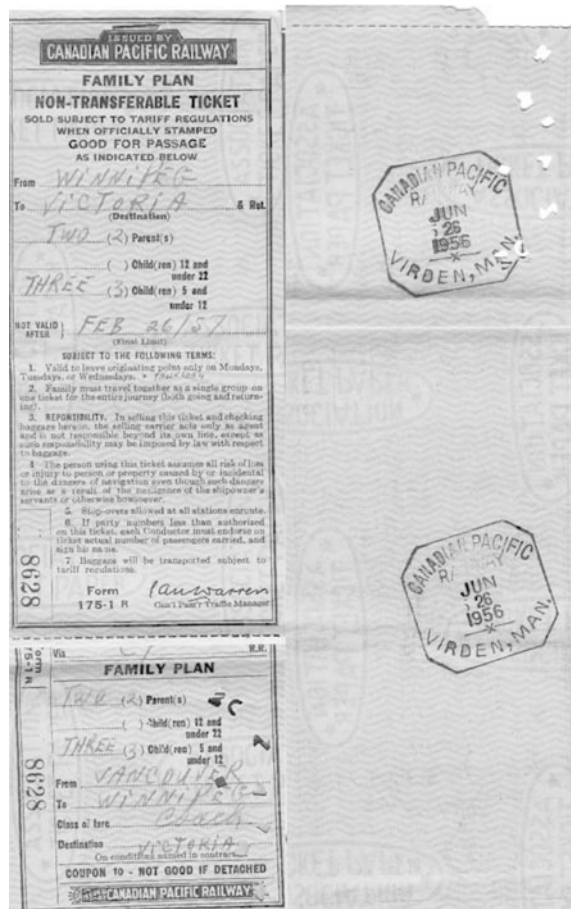 ISSUED BY
CANADIAN PACIFIC RAILWAY
FAMILY PLAN
NON-TRANSFERABLE TICKET
SOLD SUBJECT TO TARIFF REGULATIONS
WHEN OFFICIALLY STAMPED
GOOD FOR PASSAGE
AS INDICATED BELOW
From WINNIPEG
To VICTORIA & Ret.
(Destination)
TWO (2) Parent(s)
( ) Child(ren) 12 and
under 22
THREE (3) Child(ren) 5 and
under 12
NOT VALID AFTER } FEB 26/57
(Final Limit)
SUBJECT TO THE FOLLOWING TERMS:
1. Valid to leave originating point only on Mondays,
Tuesdays, or Wednesdays,
2. Family must travel together as a single group on
one ticket for the entire journey (both going and return-
ing).
3. REPONSIBILITY. In selling this ticket and checking
baggage hereon, the selling carrier acts only as agent
and is not responsible beyond its own line, except as
such responsibility may be imposed by law with respect
to baggage.
4 The person using this ticket assumes all risk of loss
or injury to person or property caused by or incidental
to the dangers of navigation even though such dangers
arise as a result of the negligence of the shipowner's
servants or otherwise howsoever.
5. Stop-overs allowed at all stations enroute.
6. If party numbers less than authorized
on this ticket, each Conductor must endorse on
ticket actual number of passengers carried, and
sign his name.
7 Baggage will be transported subject to
tariff regulations.
Form
175-1 R
Gen'l Pass'r Traffic Manager
8628
CANADIAN PACIFIC
RAILWAY
JUN
26
1956
VIRDEN, MAN.
CANADIAN PACIFIC
RAILWAY
JUN
26
1956
VIRDEN, MAN.
Form
175-1 R
8628
Via R.R.
FAMILY PLAN
TWO (2) Parent(s)
( ) Child(ren) 12 and
under 22
THREE (3) Child(ren) 5 and
under 12
From VANCOUVER
To WINNIPEG
Class of fare Coach
Destination VICTORIA
On conditions named in contract
COUPON 10 - NOT GOOD IF DETACHED
CANADIAN PACIFIC RAILWAY